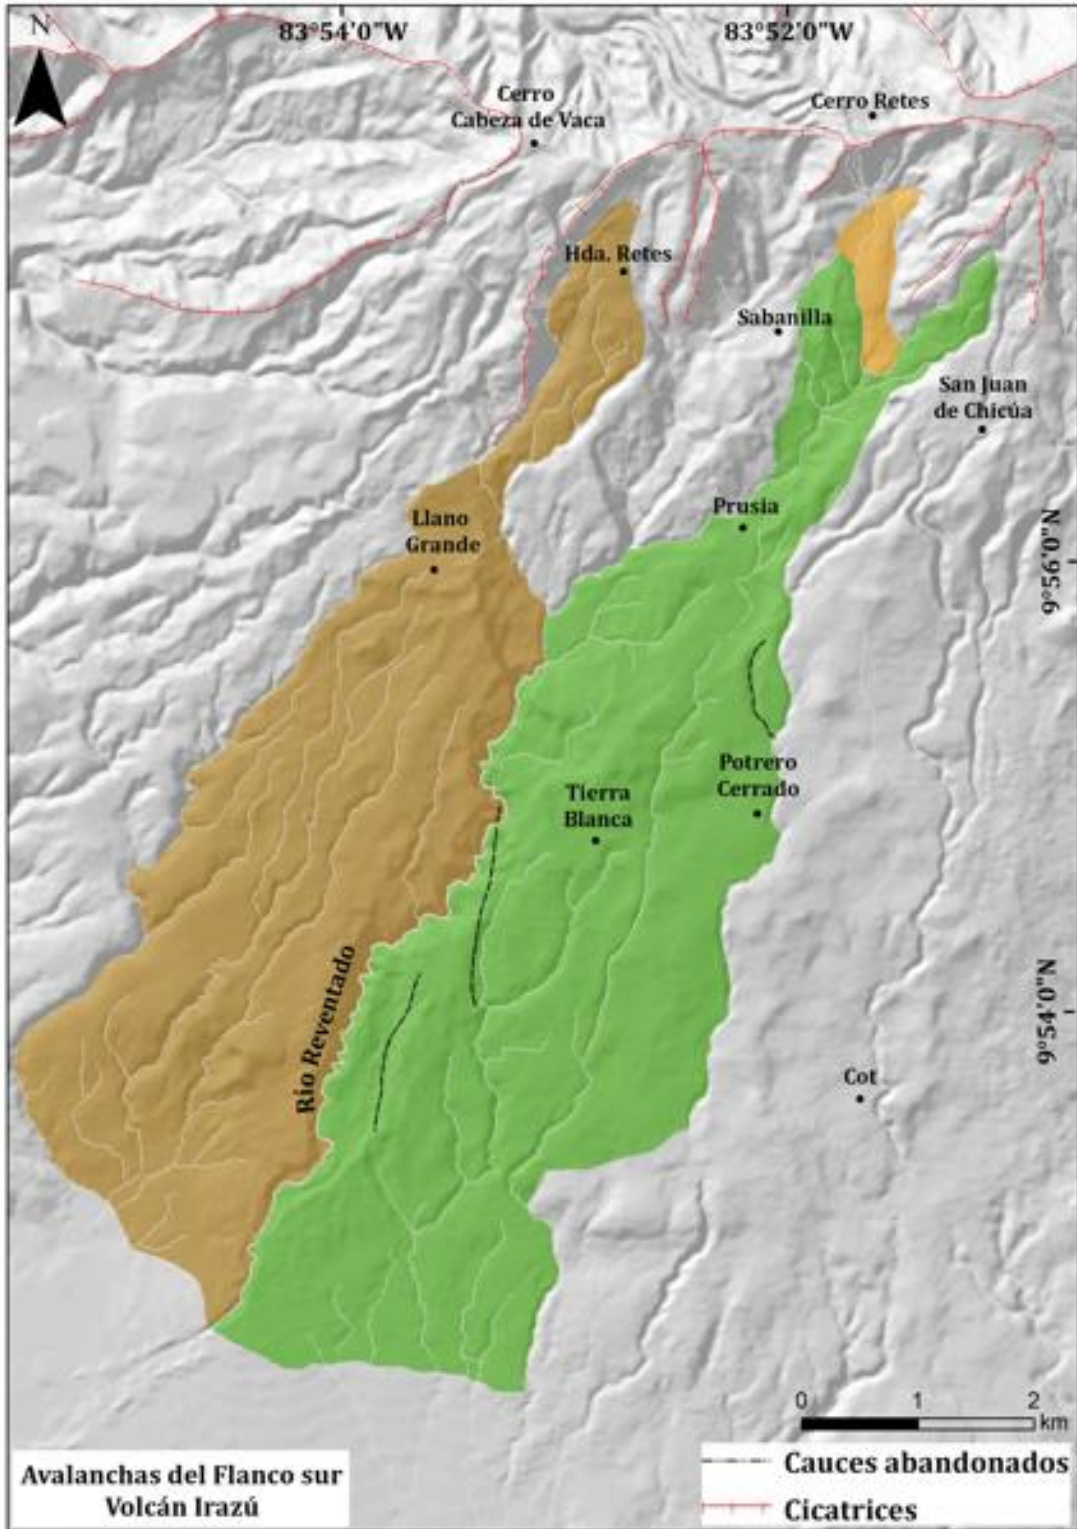 N
83°54'0"W
83°52'0"W
Cerro
Cabeza de Vaca
Cerro Retes
Hda. Retes
Sabanilla
San Juan
de Chicúa
Llano
Grande
Prusia
9°56'0"N
Potrero
Cerrado
Tierra
Blanca
Río Reventado
9°54'0"N
Cot
0 1 2
km
Avalanchas del Flanco sur
Volcán Irazú
Cauces abandonados
Cicatrices